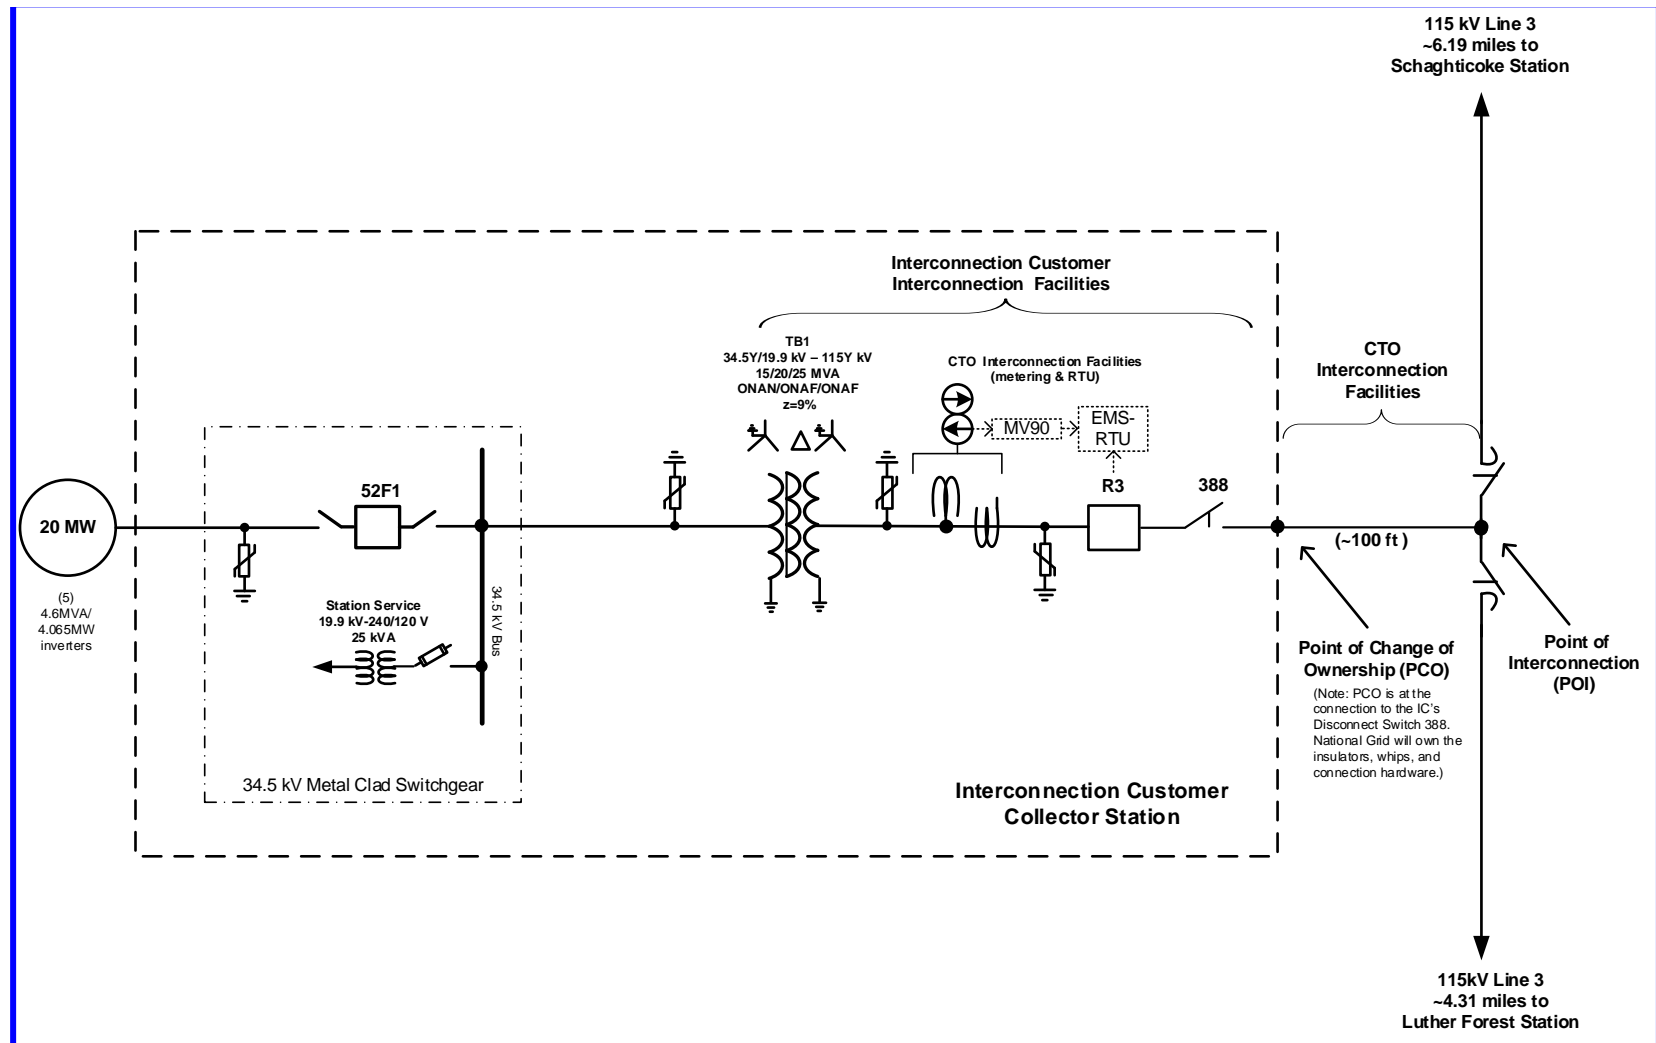 115 kV Line 3
~6.19 miles to
Schaghticoke Station
Interconnection Customer
Interconnection Facilities
TB1
34.5Y/19.9 kV – 115Y kV
15/20/25 MVA
ONAN/ONAF/ONAF
z=9%
CTO Interconnection Facilities
(metering & RTU)
MV90
EMS-
RTU
CTO
Interconnection
Facilities
52F1
R3
388
20 MW
(5)
4.6MVA/
4.065MW
inverters
(~100 ft )
Station Service
19.9 kV-240/120 V
25 kVA
34.5 kV Bus
34.5 kV Metal Clad Switchgear
Point of Change of
Ownership (PCO)
(Note: PCO is at the
connection to the IC's
Disconnect Switch 388.
National Grid will own the
insulators, whips, and
connection hardware.)
Point of
Interconnection
(POI)
Interconnection Customer
Collector Station
115kV Line 3
~4.31 miles to
Luther Forest Station